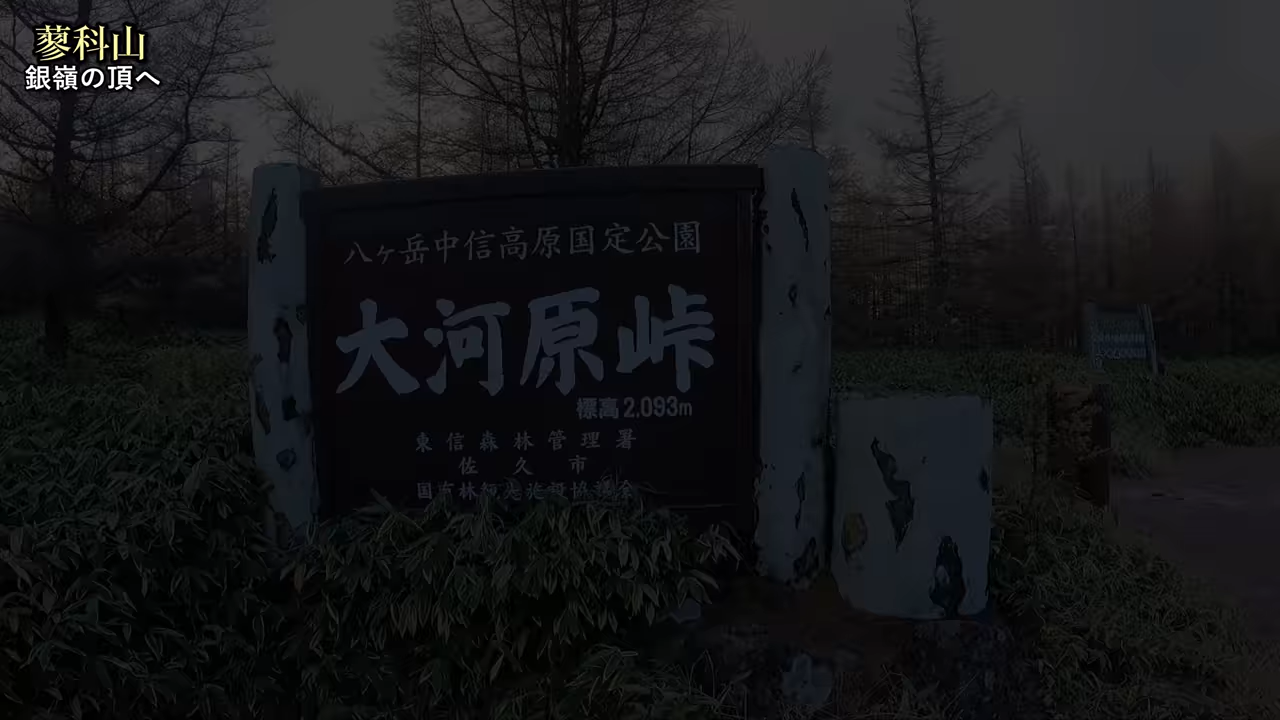 蓼科山
銀嶺の頂へ
八ヶ岳中信高原国定公園
大河原峠
標高2,093m
東信森林管理署
佐久市